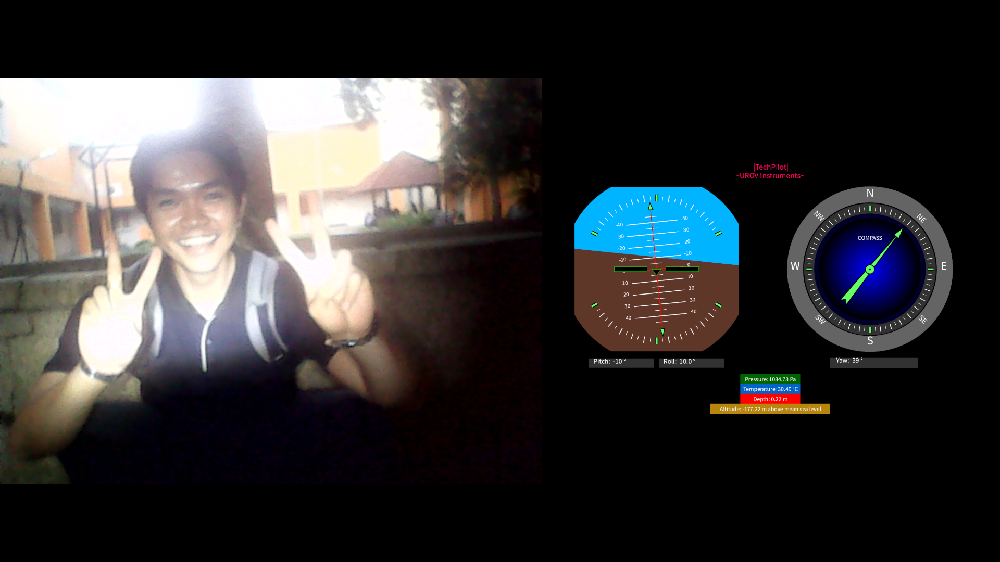 |TechPilot|
~UROV Instruments~
-40 -40
-30 -30
-20 -20
-10 -10
0 0
10 10
20 20
30 30
40 40
Pitch: -10 °
Roll: 10.0 °
N
NW NE
COMPASS
W E
SW SE
S
Yaw: 39 °
Pressure: 1034.73 Pa
Temperature: 30.49 °C
Depth: 0.22 m
Altitude: -177.22 m above mean sea level